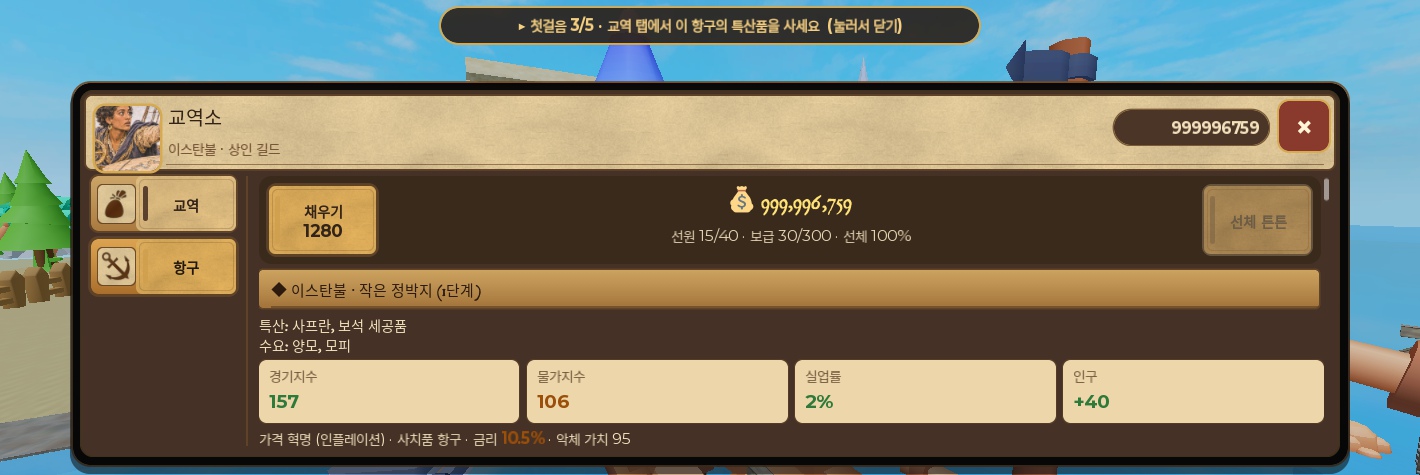 ▸ 첫걸음 3/5 · 교역 탭에서 이 항구의 특산품을 사세요 (눌러서 닫기)
교역소
이스탄불 · 상인 길드
999996759
×
교역
항구
채우기
1280
$ 999,996,759
선원 15/40 · 보급 30/300 · 선체 100%
선체 튼튼
◆ 이스탄불 · 작은 정박지 (1단계)
특산: 사프란, 보석 세공품
수요: 양모, 모피
경기지수
157
물가지수
106
실업률
2%
인구
+40
가격 혁명 (인플레이션) · 사치품 항구 · 금리 10.5% · 악체 가치 95